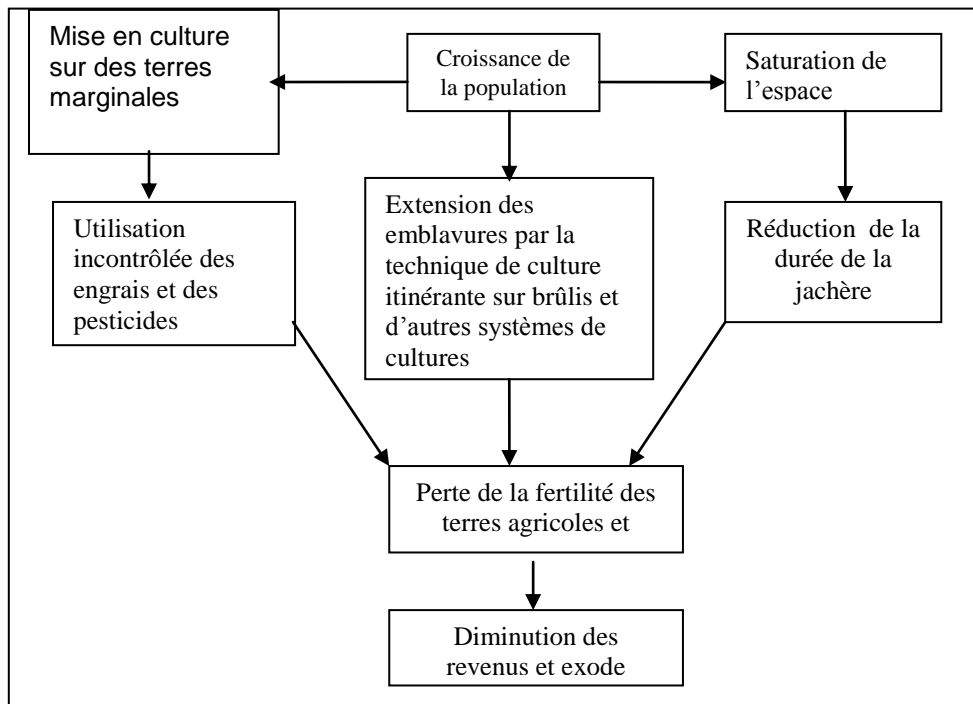 Mise en culture
sur des terres
marginales
Croissance de
la population
Saturation de
l’espace
Utilisation
incontrôlée des
engrais et des
pesticides
Extension des
emblavures par la
technique de culture
itinérante sur brûlis et
d’autres systèmes de
cultures
Réduction de la
durée de la
jachère
Perte de la fertilité des
terres agricoles et
Diminution des
revenus et exode